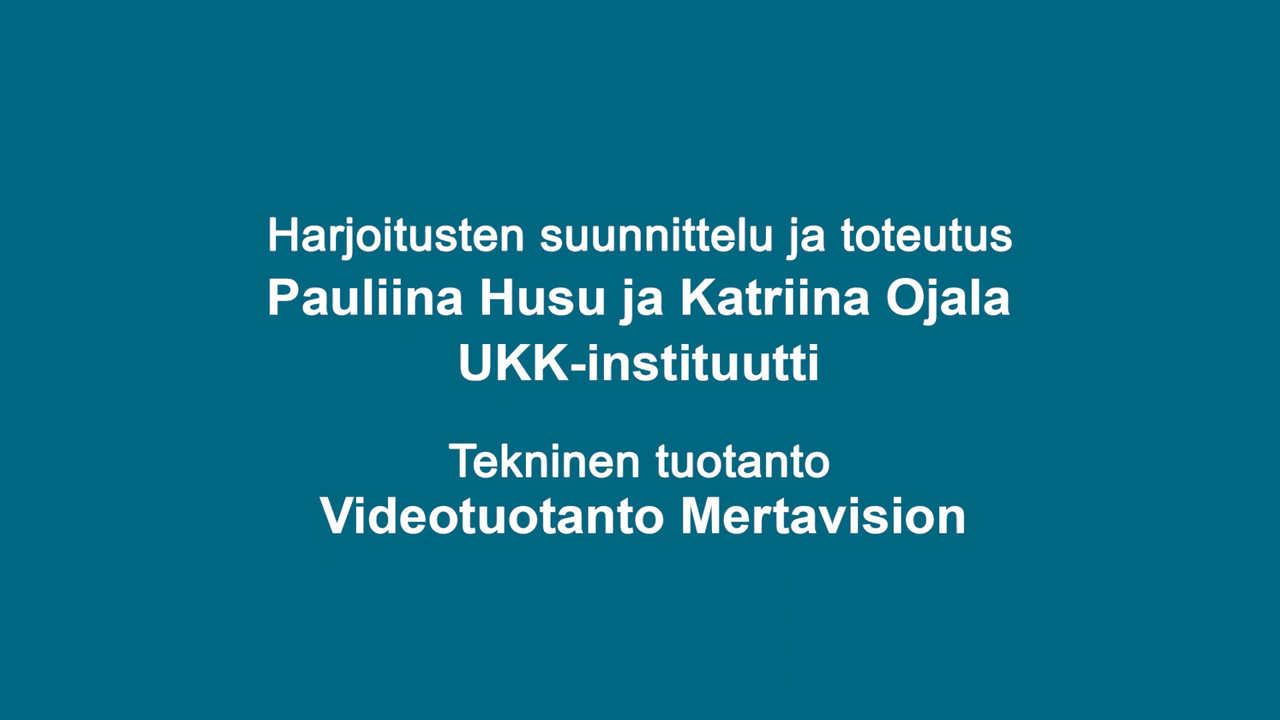 Harjoitusten suunnittelu ja toteutus
Pauliina Husu ja Katriina Ojala
UKK-instituutti
Tekninen tuotanto
Videotuotanto Mertavision